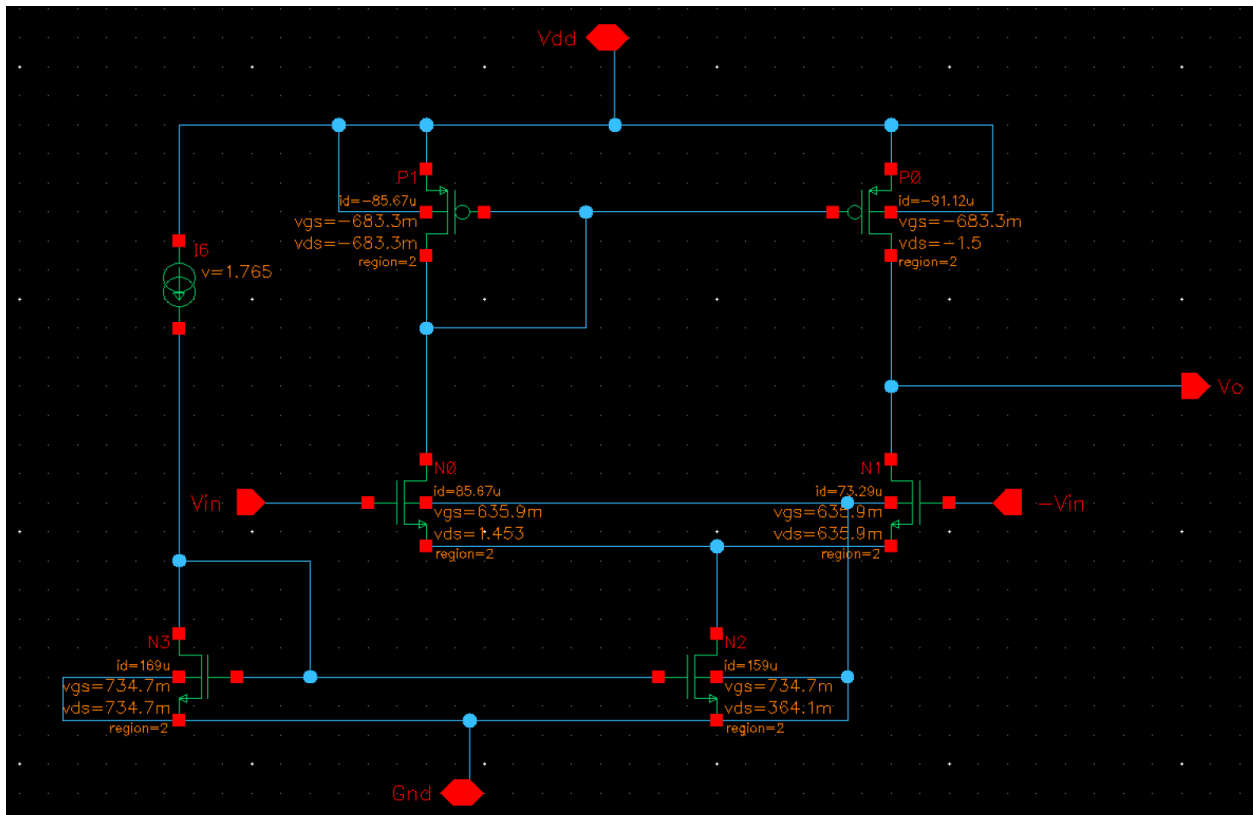 Vdd
P1
id=-85.67u
vgs=-683.3m
vds=-683.3m
region=2
P0
id=-91.12u
vgs=-683.3m
vds=-1.5
region=2
I6
v=1.765
Vo
N0
id=85.67u
vgs=635.9m
vds=1.453
region=2
N1
id=73.29u
vgs=635.9m
vds=635.9m
region=2
Vin
-Vin
N3
id=169u
vgs=734.7m
vds=734.7m
region=2
N2
id=159u
vgs=734.7m
vds=364.1m
region=2
Gnd